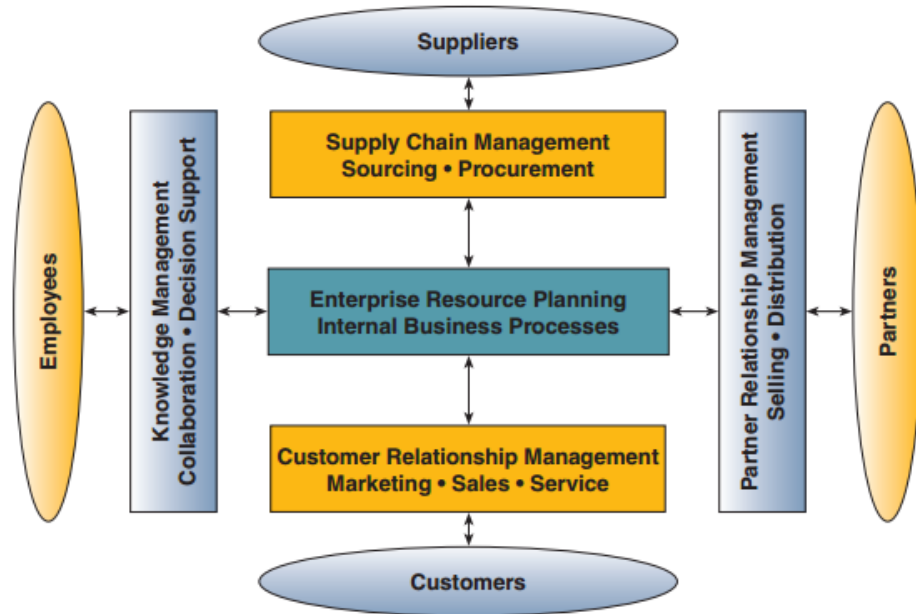 Suppliers
Supply Chain Management
Sourcing • Procurement
Employees
Knowledge Management
Collaboration • Decision Support
Enterprise Resource Planning
Internal Business Processes
Partner Relationship Management
Selling • Distribution
Partners
Customer Relationship Management
Marketing • Sales • Service
Customers